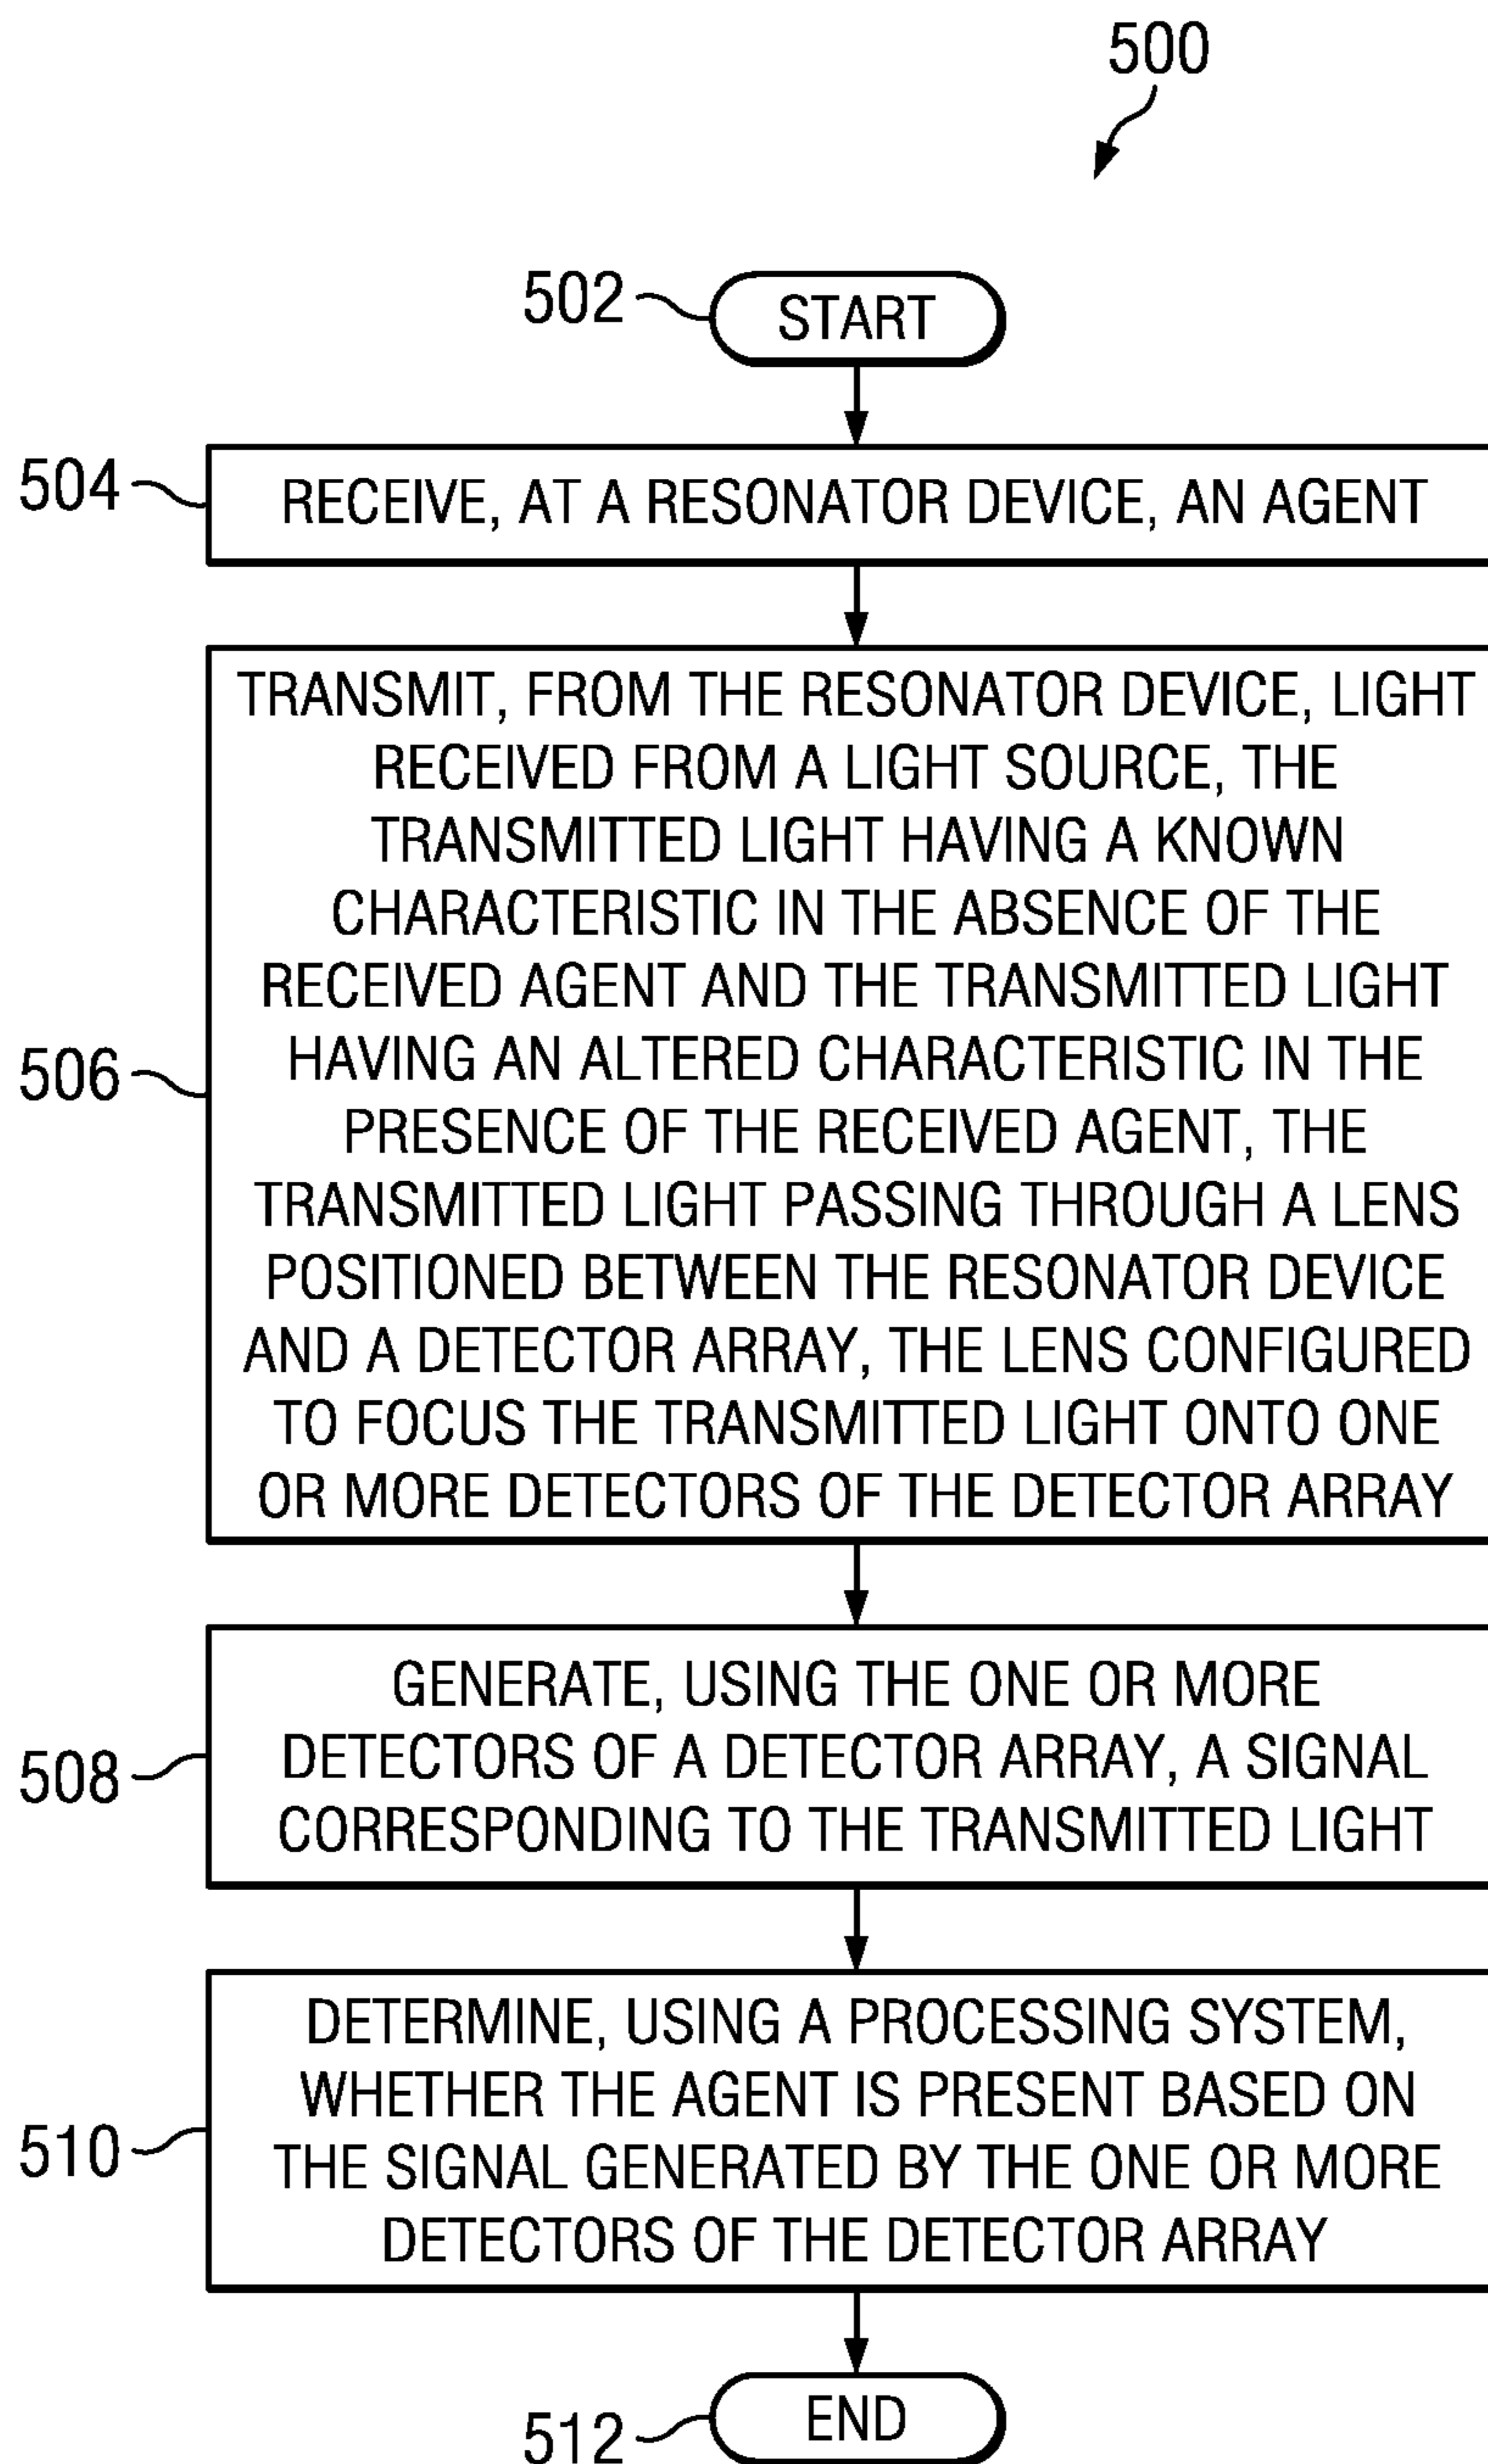 500
502
START
504
RECEIVE, AT A RESONATOR DEVICE, AN AGENT
506
TRANSMIT, FROM THE RESONATOR DEVICE, LIGHT
RECEIVED FROM A LIGHT SOURCE, THE
TRANSMITTED LIGHT HAVING A KNOWN
CHARACTERISTIC IN THE ABSENCE OF THE
RECEIVED AGENT AND THE TRANSMITTED LIGHT
HAVING AN ALTERED CHARACTERISTIC IN THE
PRESENCE OF THE RECEIVED AGENT, THE
TRANSMITTED LIGHT PASSING THROUGH A LENS
POSITIONED BETWEEN THE RESONATOR DEVICE
AND A DETECTOR ARRAY, THE LENS CONFIGURED
TO FOCUS THE TRANSMITTED LIGHT ONTO ONE
OR MORE DETECTORS OF THE DETECTOR ARRAY
508
GENERATE, USING THE ONE OR MORE
DETECTORS OF A DETECTOR ARRAY, A SIGNAL
CORRESPONDING TO THE TRANSMITTED LIGHT
510
DETERMINE, USING A PROCESSING SYSTEM,
WHETHER THE AGENT IS PRESENT BASED ON
THE SIGNAL GENERATED BY THE ONE OR MORE
DETECTORS OF THE DETECTOR ARRAY
512
END